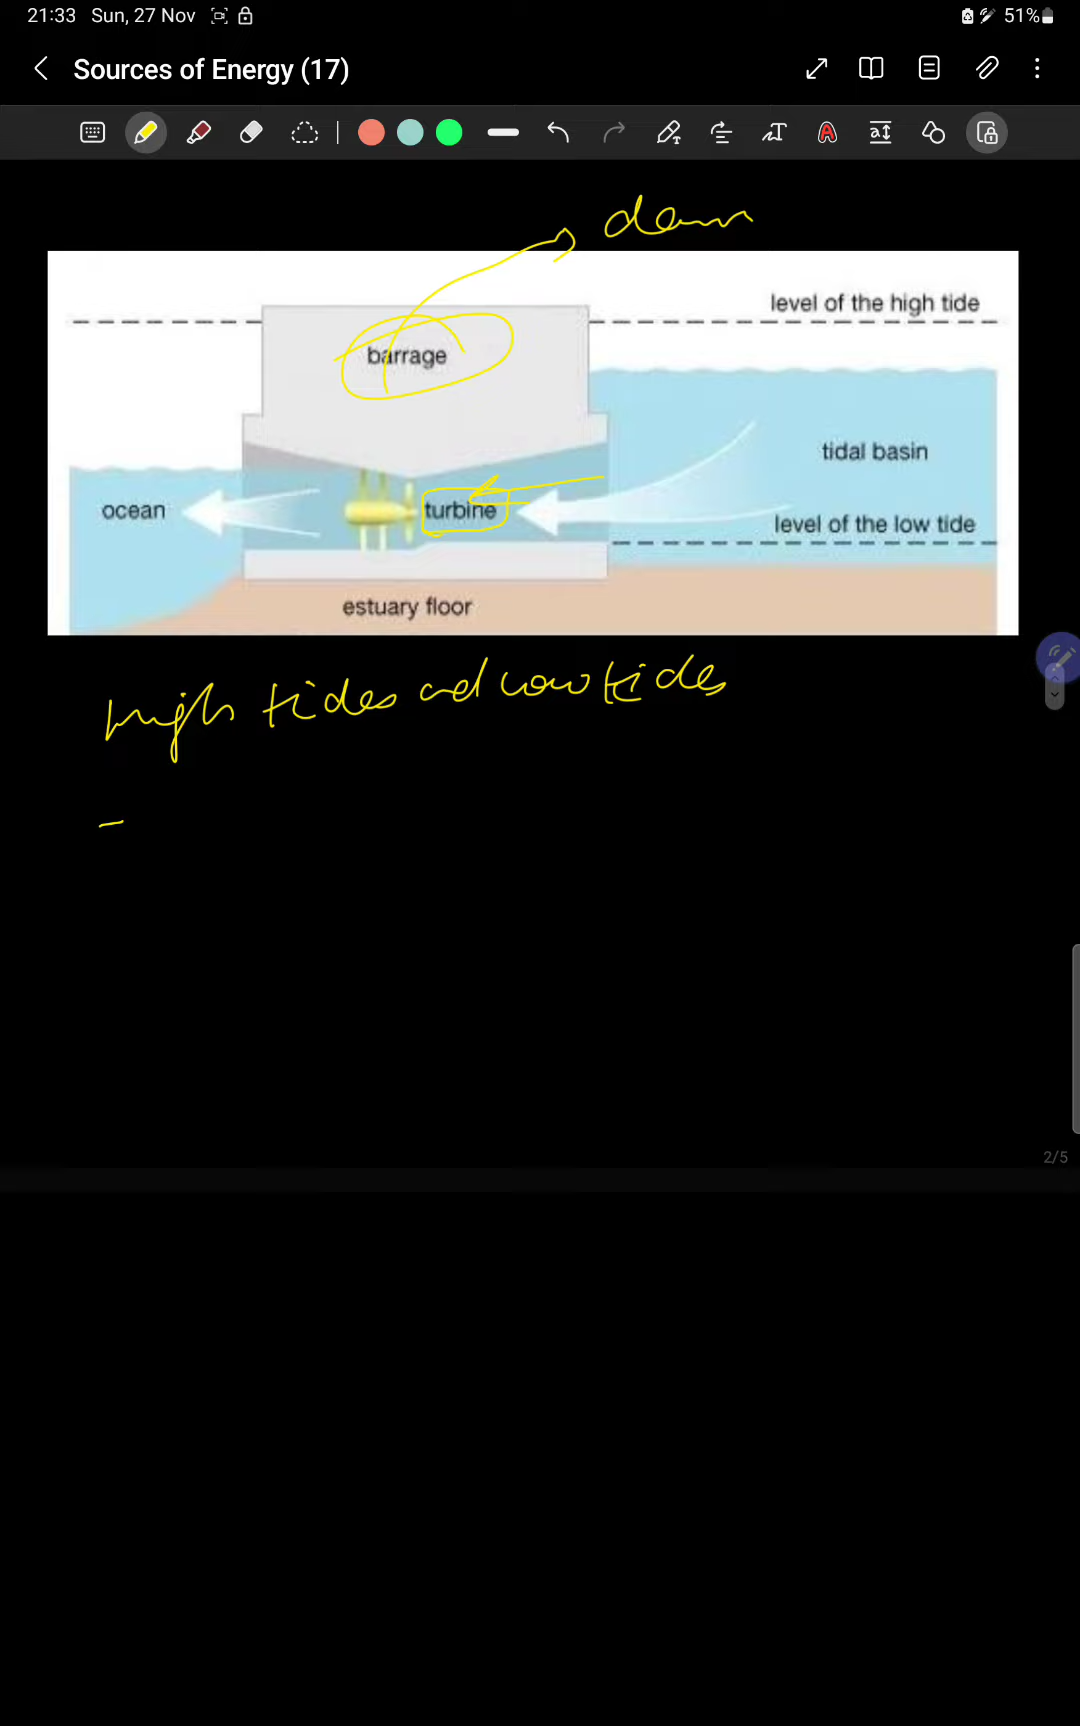 21:33 Sun, 27 Nov
51%
Sources of Energy (17)
dam
level of the high tide
barrage
tidal basin
ocean
turbine
level of the low tide
estuary floor
high tides and low tides
-
2/5